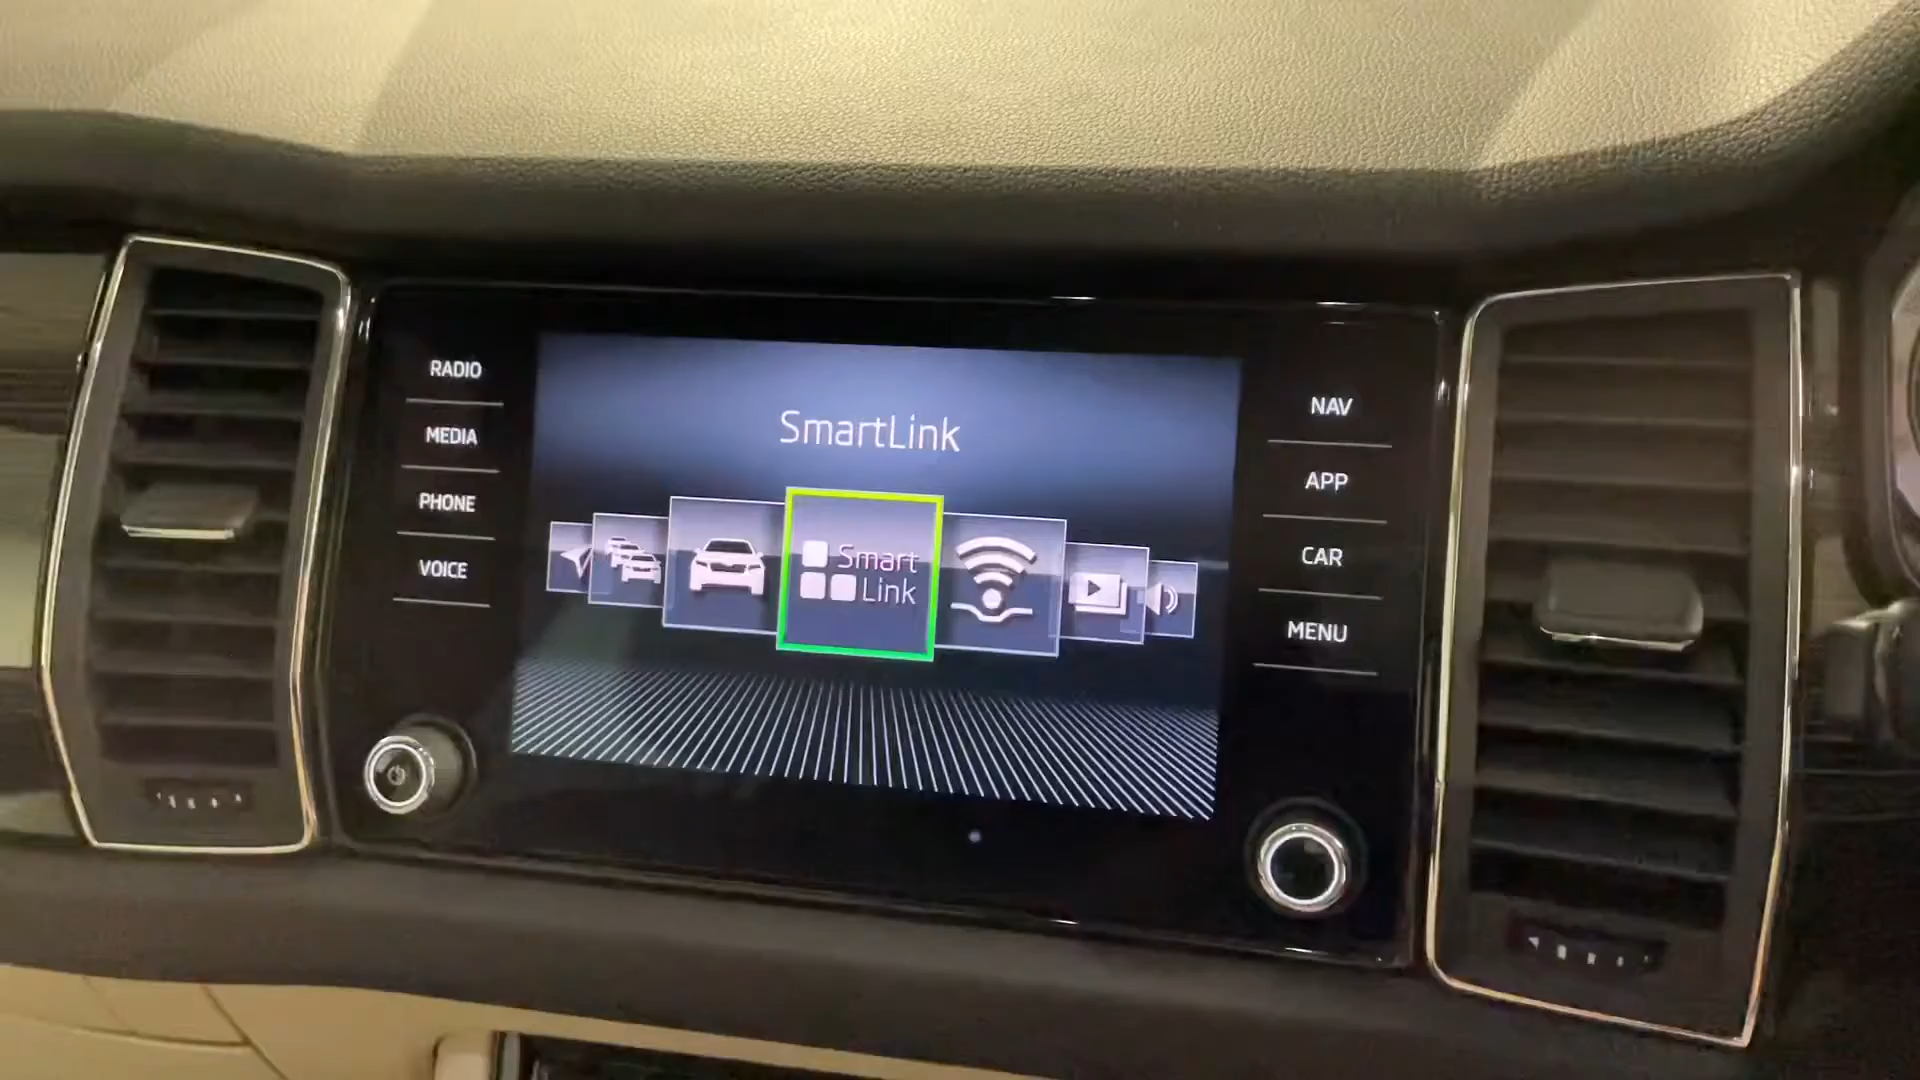 RADIO
MEDIA
PHONE
VOICE
SmartLink
Smart
Link
NAV
APP
CAR
MENU